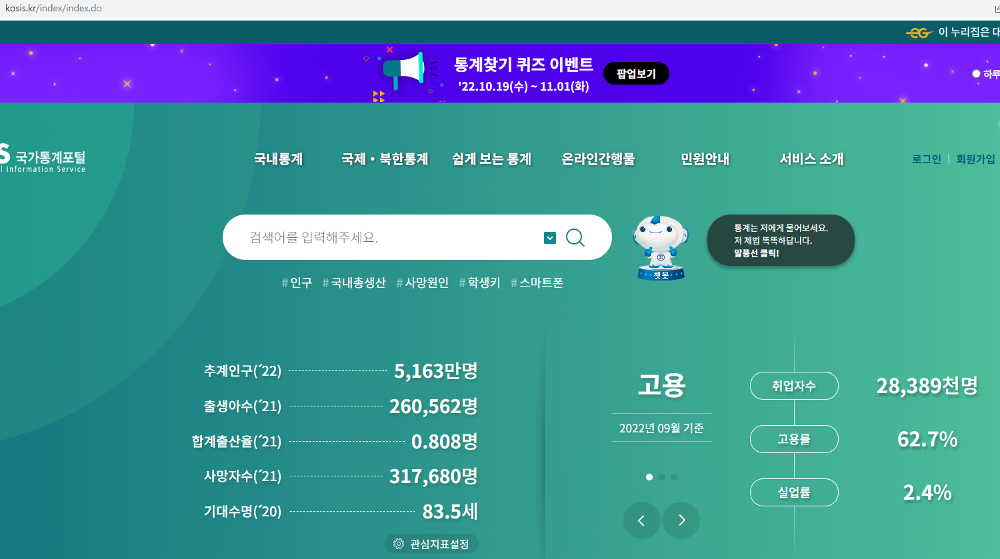 kosis.kr/index/index.do
이 누리집은 대
통계찾기 퀴즈 이벤트
'22.10.19(수) ~ 11.01(화)
팝업보기
하루
S 국가통계포털
l Information Service
국내통계 국제・북한통계 쉽게 보는 통계 온라인간행물 민원안내 서비스 소개
로그인 | 회원가입
검색어를 입력해주세요.
통계는 저에게 물어보세요.
저 제법 똑똑하답니다.
말풍선 클릭!
챗봇
# 인구 # 국내총생산 # 사망원인 # 학생키 # 스마트폰
추계인구(´22) 5,163만명
출생아수(´21) 260,562명
합계출산율(´21) 0.808명
사망자수(´21) 317,680명
기대수명(´20) 83.5세
관심지표설정
고용
2022년 09월 기준
취업자수 28,389천명
고용률 62.7%
실업률 2.4%